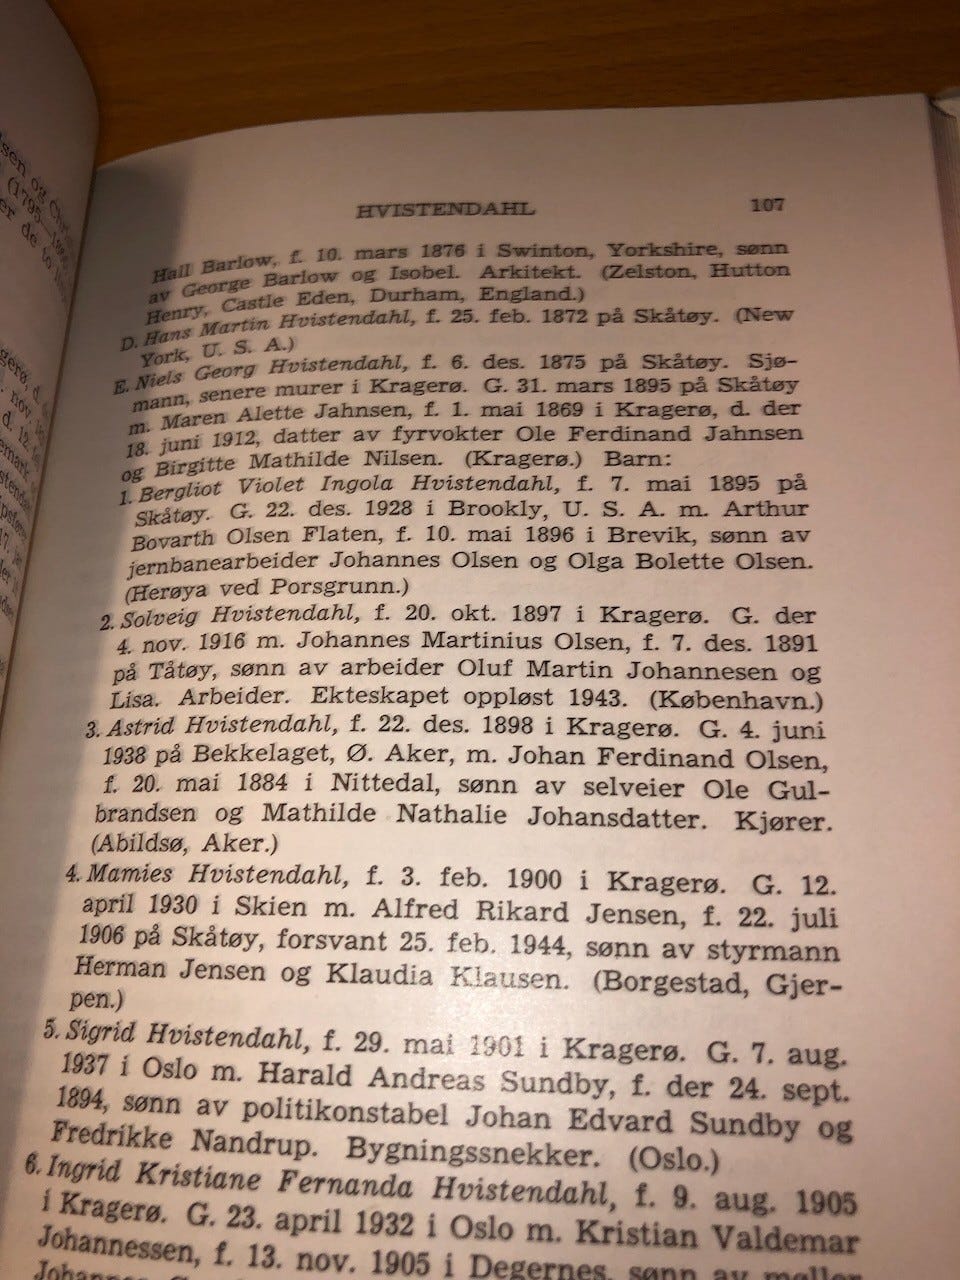 HVISTENDAHL 107
Hall Barlow, f. 10. mars 1876 i Swinton, Yorkshire, sønn
av George Barlow og Isobel. Arkitekt. (Zelston, Hutton
Henry, Castle Eden, Durham, England.)
D. Hans Martin Hvistendahl, f. 25. feb. 1872 på Skåtøy. (New
York, U. S. A.)
E. Niels Georg Hvistendahl, f. 6. des. 1875 på Skåtøy. Sjø-
mann, senere murer i Kragerø. G. 31. mars 1895 på Skåtøy
m. Maren Alette Jahnsen, f. 1. mai 1869 i Kragerø, d. der
18. juni 1912, datter av fyrvokter Ole Ferdinand Jahnsen
og Birgitte Mathilde Nilsen. (Kragerø.) Barn:
1. Bergliot Violet Ingola Hvistendahl, f. 7. mai 1895 på
Skåtøy. G. 22. des. 1928 i Brookly, U. S. A. m. Arthur
Bovarth Olsen Flaten, f. 10. mai 1896 i Brevik, sønn av
jernbanearbeider Johannes Olsen og Olga Bolette Olsen.
(Herøya ved Porsgrunn.)
2. Solveig Hvistendahl, f. 20. okt. 1897 i Kragerø. G. der
4. nov. 1916 m. Johannes Martinius Olsen, f. 7. des. 1891
på Tåtøy, sønn av arbeider Oluf Martin Johannesen og
Lisa. Arbeider. Ekteskapet oppløst 1943. (København.)
3. Astrid Hvistendahl, f. 22. des. 1898 i Kragerø. G. 4. juni
1938 på Bekkelaget, Ø. Aker, m. Johan Ferdinand Olsen,
f. 20. mai 1884 i Nittedal, sønn av selveier Ole Gul-
brandsen og Mathilde Nathalie Johansdatter. Kjører.
(Abildsø, Aker.)
4. Mamies Hvistendahl, f. 3. feb. 1900 i Kragerø. G. 12.
april 1930 i Skien m. Alfred Rikard Jensen, f. 22. juli
1906 på Skåtøy, forsvant 25. feb. 1944, sønn av styrmann
Herman Jensen og Klaudia Klausen. (Borgestad, Gjer-
pen.)
5. Sigrid Hvistendahl, f. 29. mai 1901 i Kragerø. G. 7. aug.
1937 i Oslo m. Harald Andreas Sundby, f. der 24. sept.
1894, sønn av politikonstabel Johan Edvard Sundby og
Fredrikke Nandrup. Bygningssnekker. (Oslo.)
6. Ingrid Kristiane Fernanda Hvistendahl, f. 9. aug. 1905
i Kragerø. G. 23. april 1932 i Oslo m. Kristian Valdemar
Johannessen, f. 13. nov. 1905 i Degernes, sønn av møller